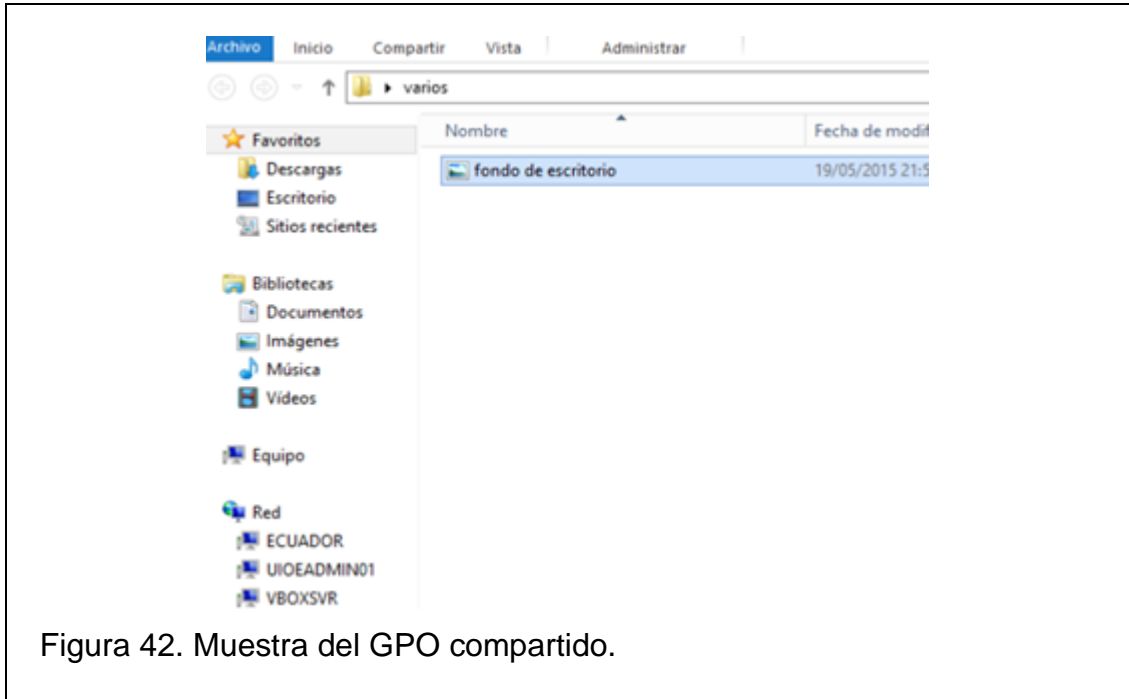 Archivo Inicio Compartir Vista Administrar
varios
Nombre Fecha de modif
Favoritos
Descargas
fondo de escritorio 19/05/2015 21:5
Escritorio
Sitios recientes
Bibliotecas
Documentos
Imágenes
Música
Vídeos
Equipo
Red
ECUADOR
UIOEADMIN01
VBOXSVR
Figura 42. Muestra del GPO compartido.